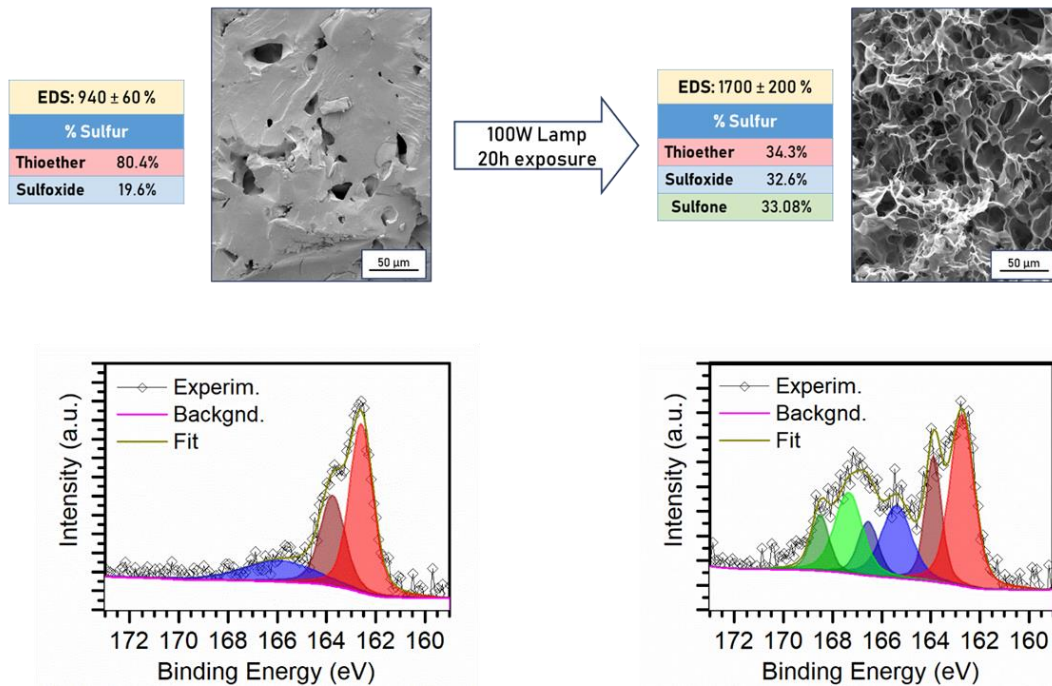 EDS: 940 ± 60 %
% Sulfur
Thioether 80.4%
Sulfoxide 19.6%
50 µm
100W Lamp
20h exposure
EDS: 1700 ± 200 %
% Sulfur
Thioether 34.3%
Sulfoxide 32.6%
Sulfone 33.08%
50 µm
Experim.
Backgnd.
Fit
Intensity (a.u.)
172 170 168 166 164 162 160
Binding Energy (eV)
Experim.
Backgnd.
Fit
Intensity (a.u.)
172 170 168 166 164 162 160
Binding Energy (eV)